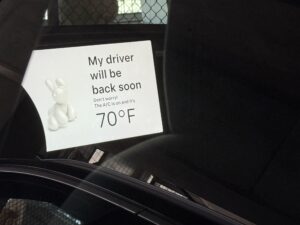 My driver
will be
back soon
Don't worry!
The A/C is on and it's
70°F